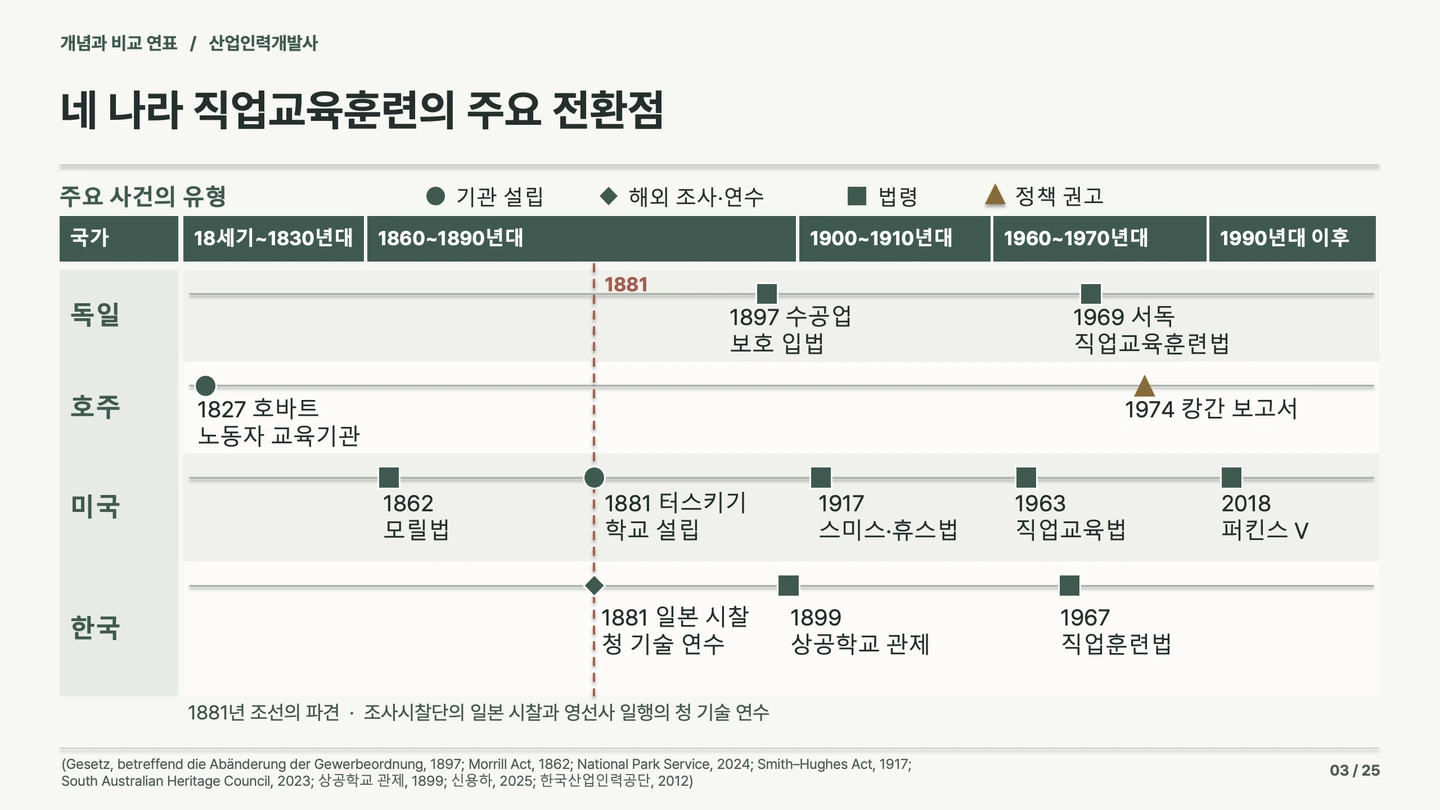 개념과 비교 연표 / 산업인력개발사
네 나라 직업교육훈련의 주요 전환점
주요 사건의 유형
기관 설립
해외 조사·연수
법령
정책 권고
국가
18세기~1830년대
1860~1890년대
1900~1910년대
1960~1970년대
1990년대 이후
1881
독일
1897 수공업
보호 입법
1969 서독
직업교육훈련법
호주
1827 호바트
노동자 교육기관
1974 캉간 보고서
미국
1862
모릴법
1881 터스키기
학교 설립
1917
스미스·휴스법
1963
직업교육법
2018
퍼킨스 V
한국
1881 일본 시찰
청 기술 연수
1899
상공학교 관제
1967
직업훈련법
1881년 조선의 파견 · 조사시찰단의 일본 시찰과 영선사 일행의 청 기술 연수
(Gesetz, betreffend die Abänderung der Gewerbeordnung, 1897; Morrill Act, 1862; National Park Service, 2024; Smith–Hughes Act, 1917;
South Australian Heritage Council, 2023; 상공학교 관제, 1899; 신용하, 2025; 한국산업인력공단, 2012)
03 / 25